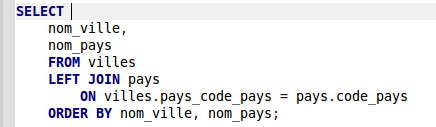 SELECT
nom_ville,
nom_pays
FROM villes
LEFT JOIN pays
ON villes.pays_code_pays = pays.code_pays
ORDER BY nom_ville, nom_pays;